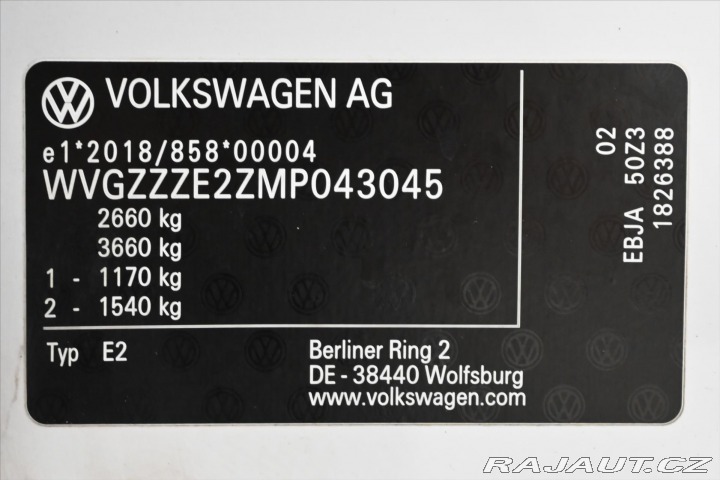 VOLKSWAGEN AG
e1*2018/858*00004
WVGZZZE2ZMP043045
2660 kg
3660 kg
1 - 1170 kg
2 - 1540 kg
Typ E2
Berliner Ring 2
DE - 38440 Wolfsburg
www.volkswagen.com
02
EBJA 50Z3
1826388
RAJAUT.CZ